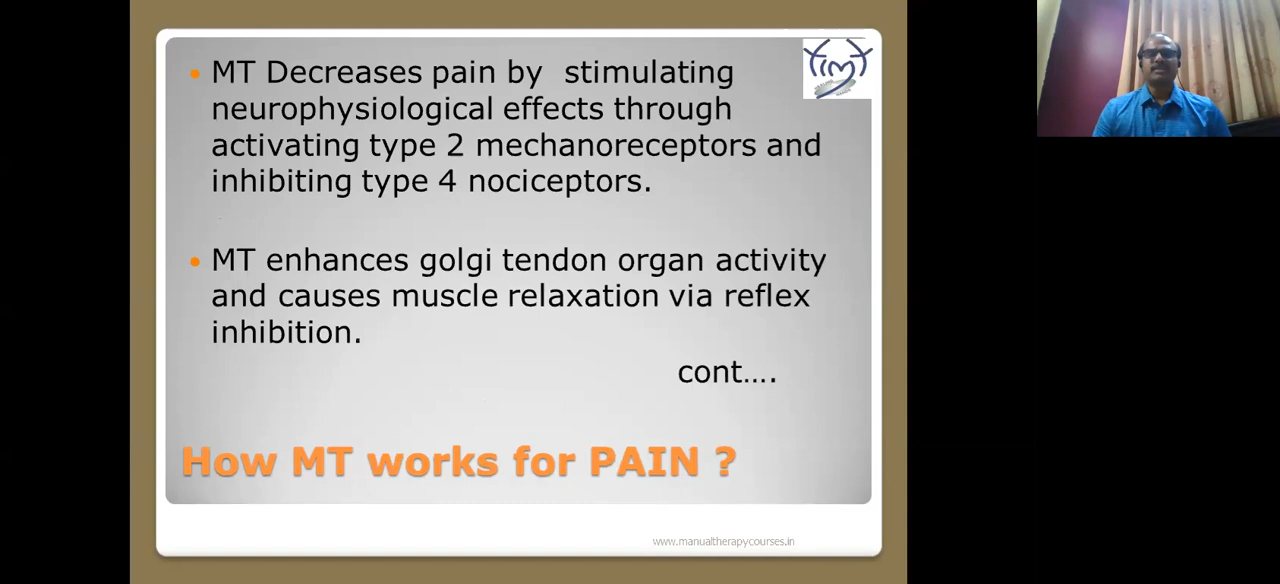 • MT Decreases pain by  stimulating
neurophysiological effects through
activating type 2 mechanoreceptors and
inhibiting type 4 nociceptors.
• MT enhances golgi tendon organ activity
and causes muscle relaxation via reflex
inhibition.
cont….
How MT works for PAIN ?
www.manualtherapycourses.in